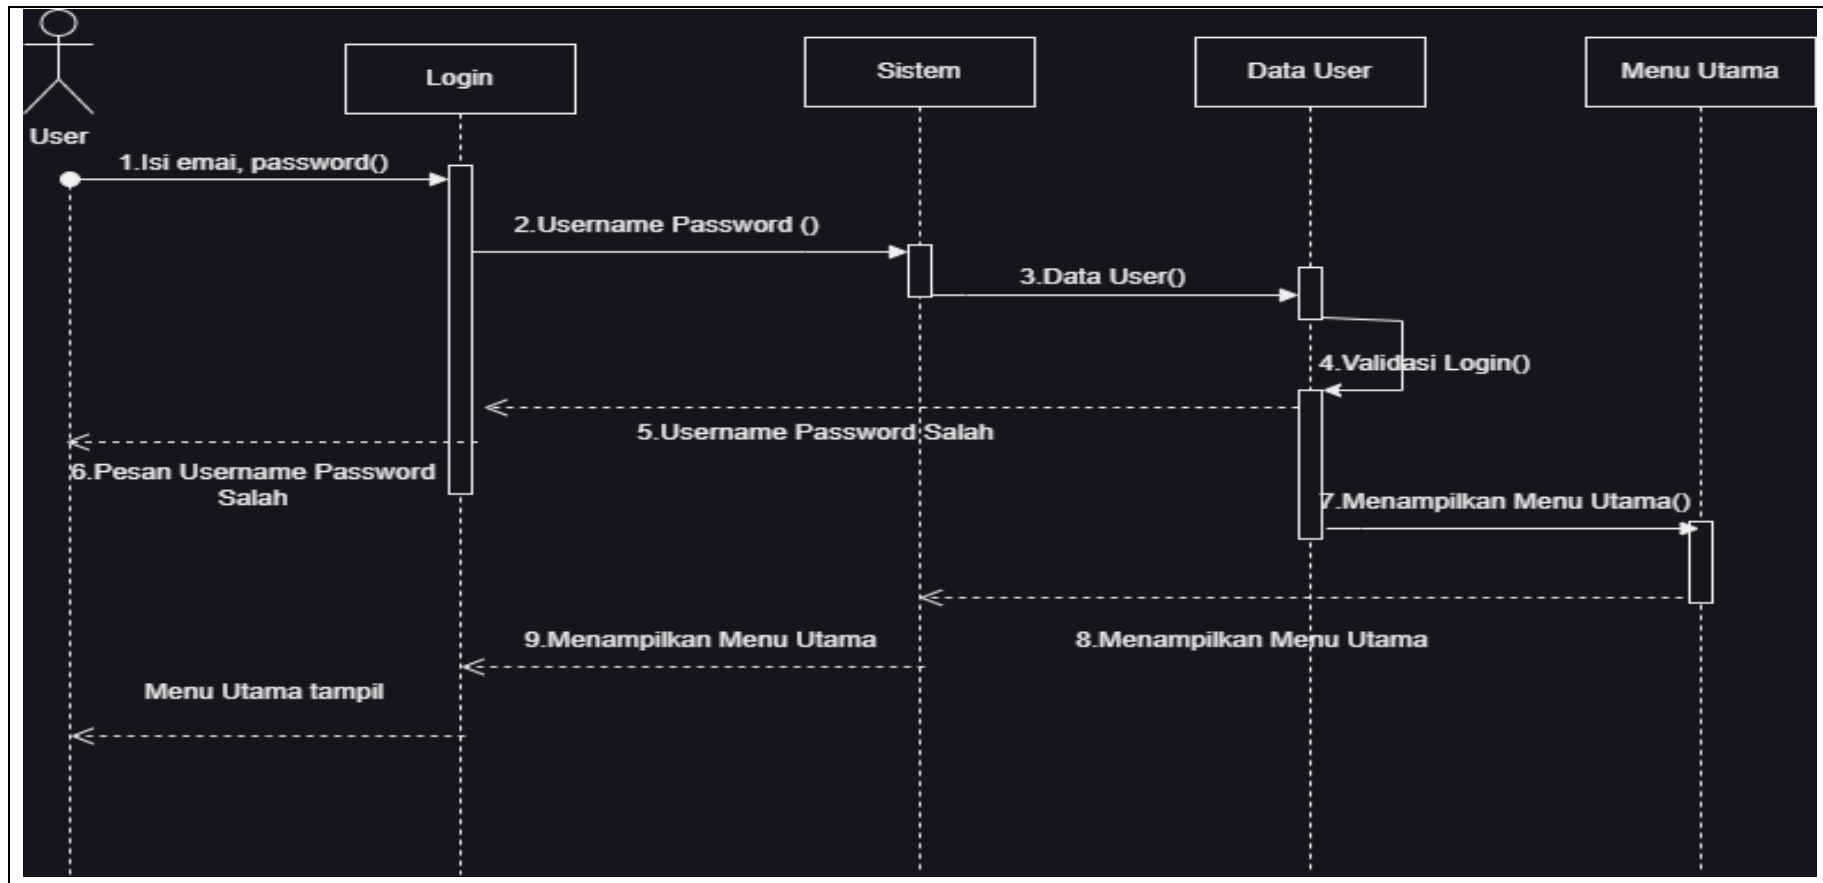 Login
Sistem
Data User
Menu Utama
User
1.Isi emai, password()
2.Username Password ()
3.Data User()
4.Validasi Login()
5.Username Password Salah
6.Pesan Username Password
Salah
7.Menampilkan Menu Utama()
8.Menampilkan Menu Utama
9.Menampilkan Menu Utama
Menu Utama tampil